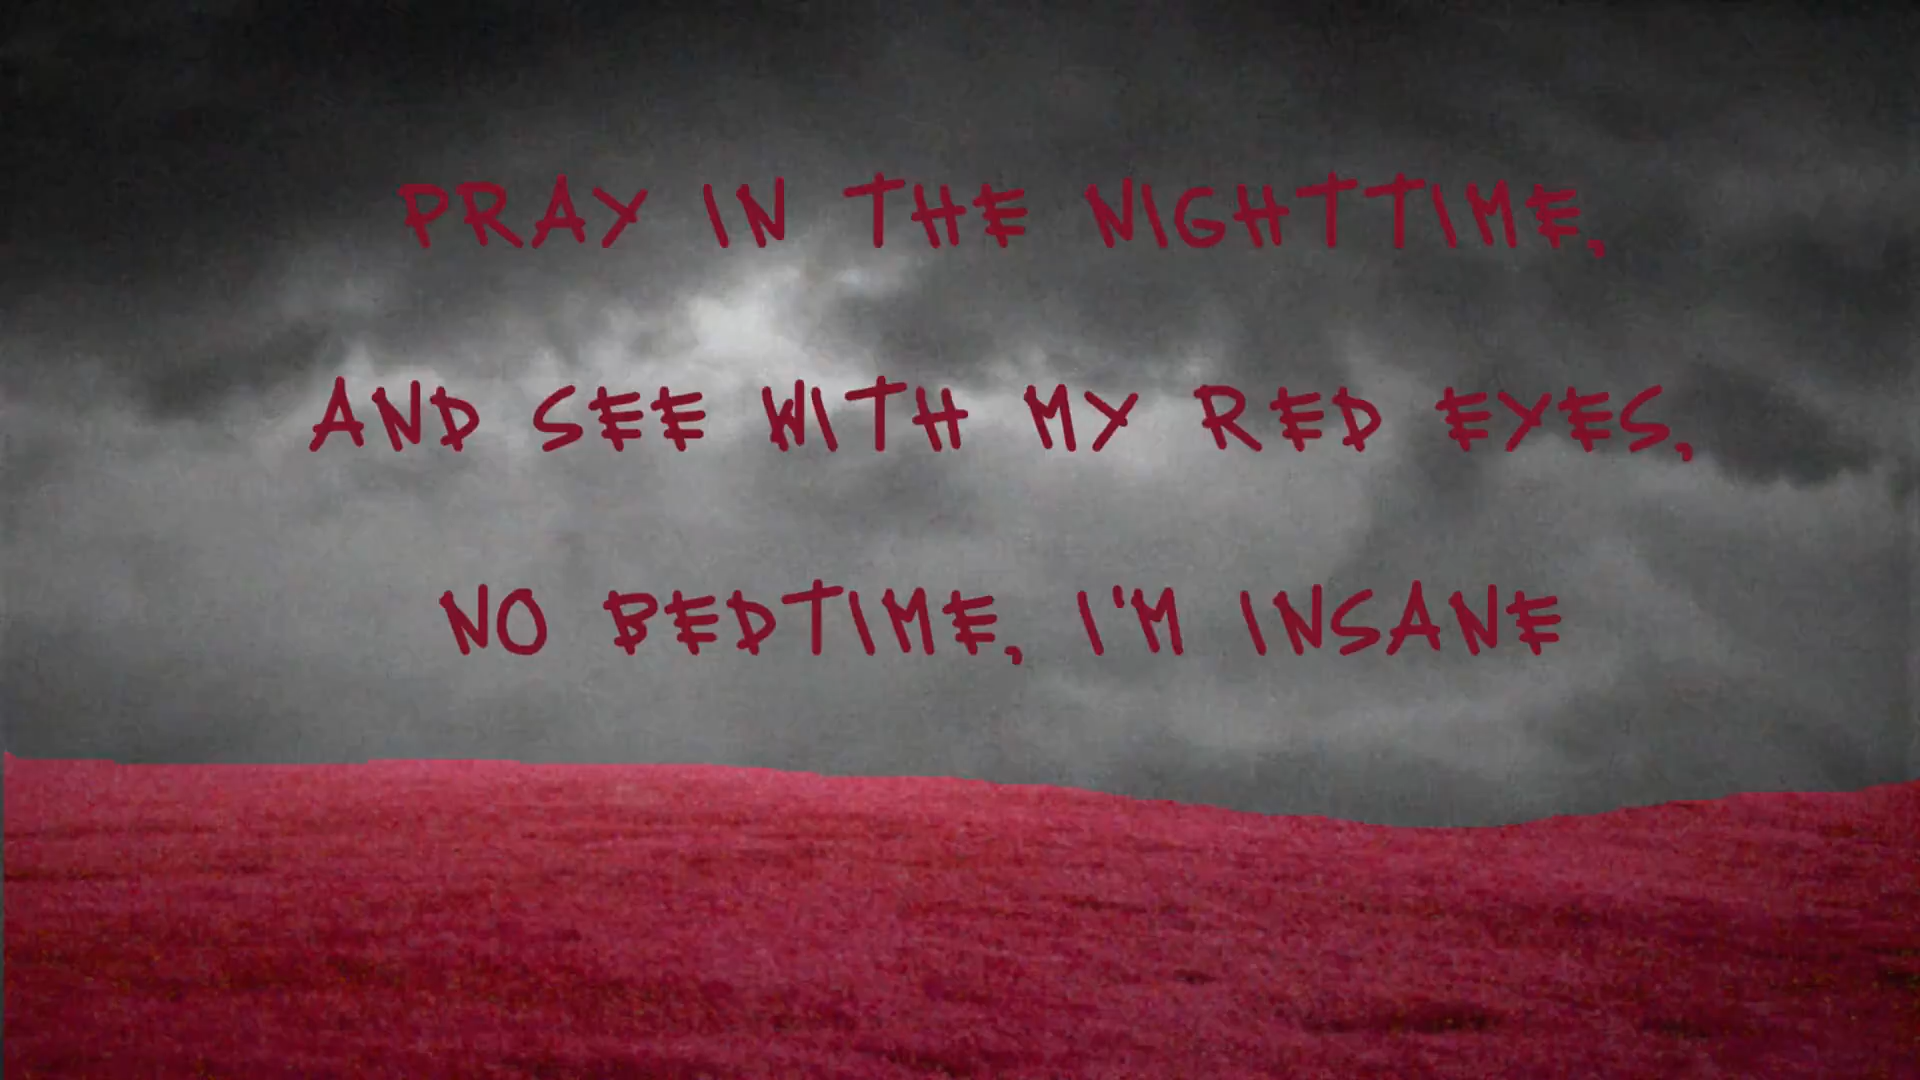 PRAY IN THE NIGHTTIME,
AND SEE WITH MY RED EYES,
NO BEDTIME, I'M INSANE